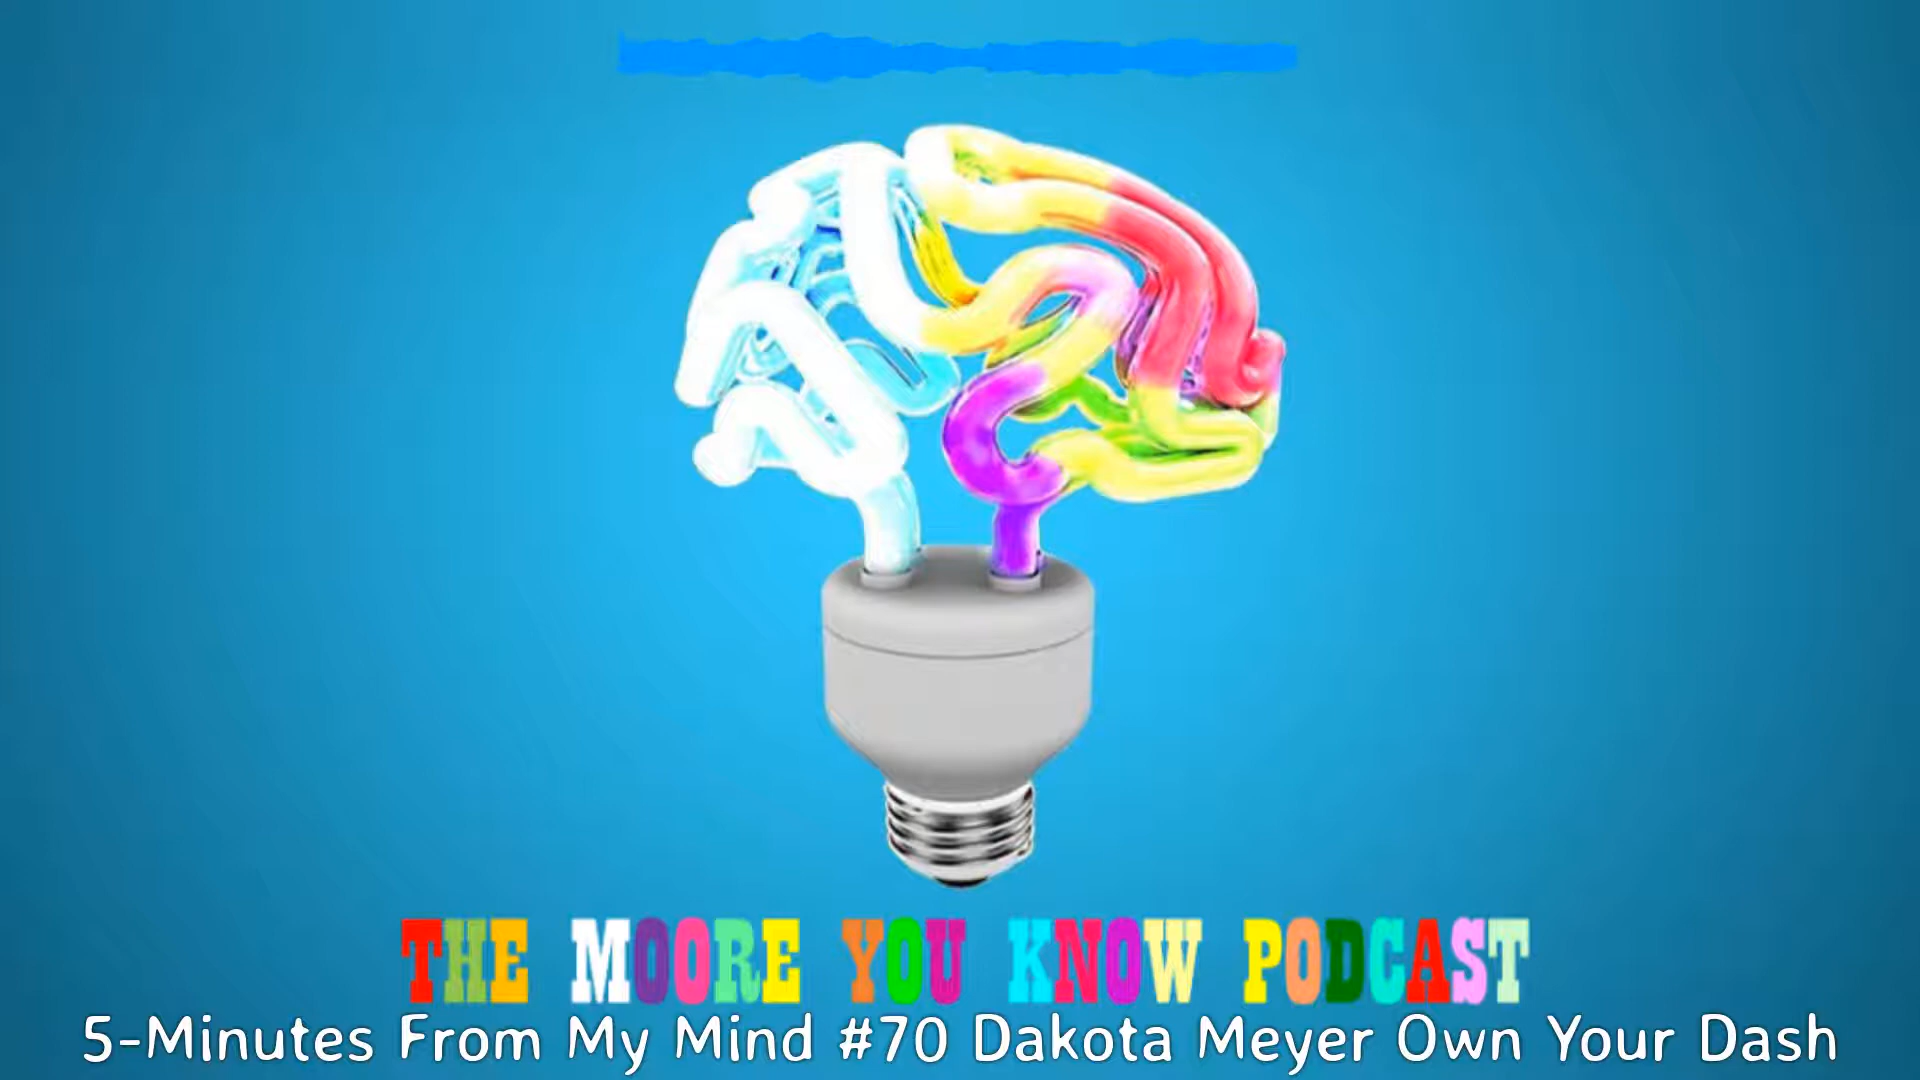 THE MOORE YOU KNOW PODCAST
5-Minutes From My Mind #70 Dakota Meyer Own Your Dash